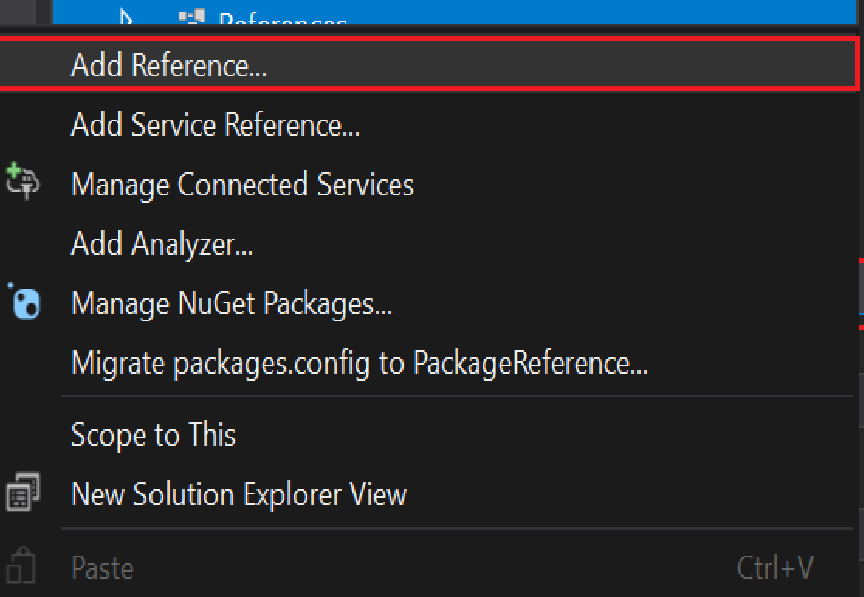 References
Add Reference...
Add Service Reference...
Manage Connected Services
Add Analyzer...
Manage NuGet Packages...
Migrate packages.config to PackageReference...
Scope to This
New Solution Explorer View
Paste Ctrl+V